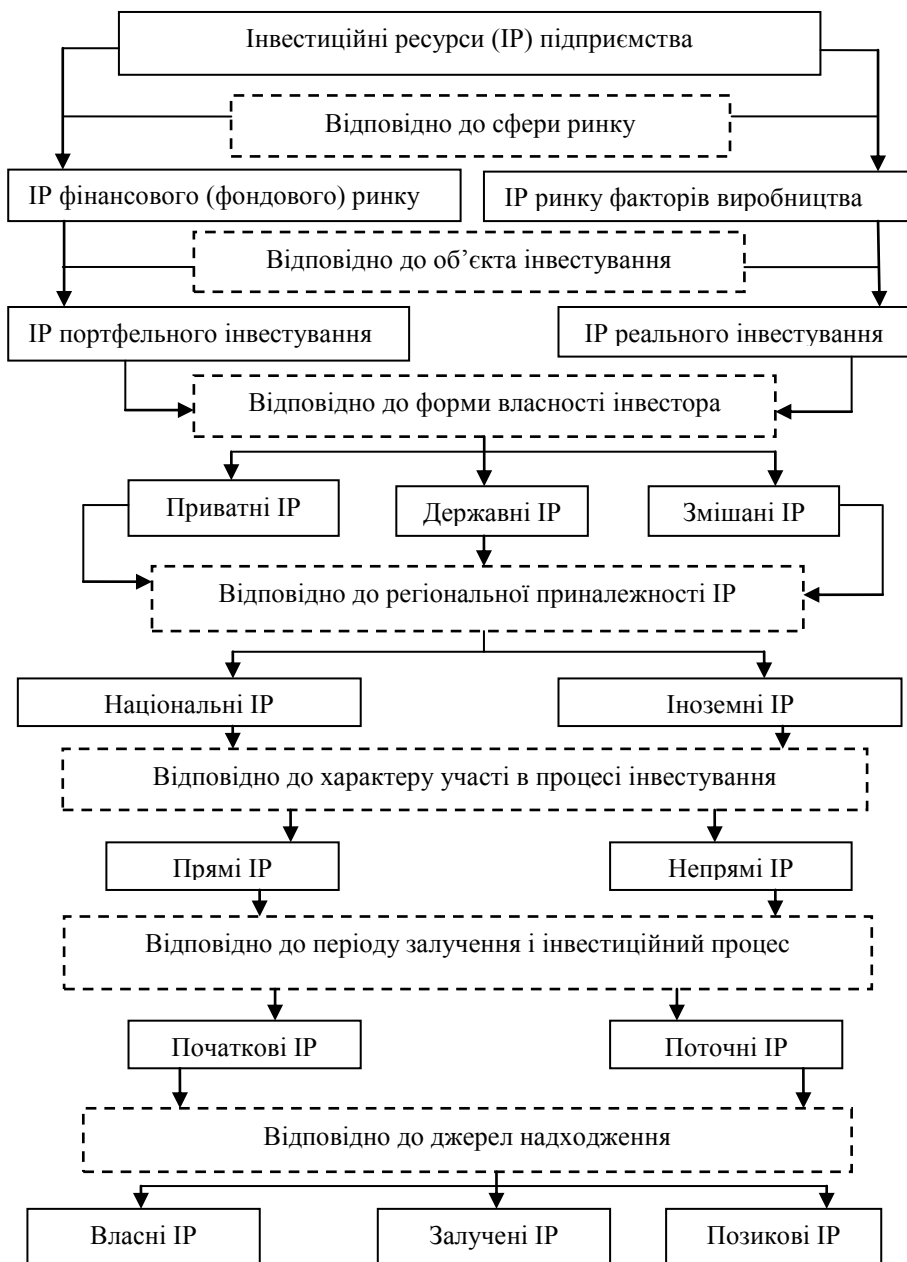 Інвестиційні ресурси (ІР) підприємства
Відповідно до сфери ринку
ІР фінансового (фондового) ринку
ІР ринку факторів виробництва
Відповідно до об’єкта інвестування
ІР портфельного інвестування
ІР реального інвестування
Відповідно до форми власності інвестора
Приватні ІР
Державні ІР
Змішані ІР
Відповідно до регіональної приналежності ІР
Національні ІР
Іноземні ІР
Відповідно до характеру участі в процесі інвестування
Прямі ІР
Непрямі ІР
Відповідно до періоду залучення і інвестиційний процес
Початкові ІР
Поточні ІР
Відповідно до джерел надходження
Власні ІР
Залучені ІР
Позикові ІР